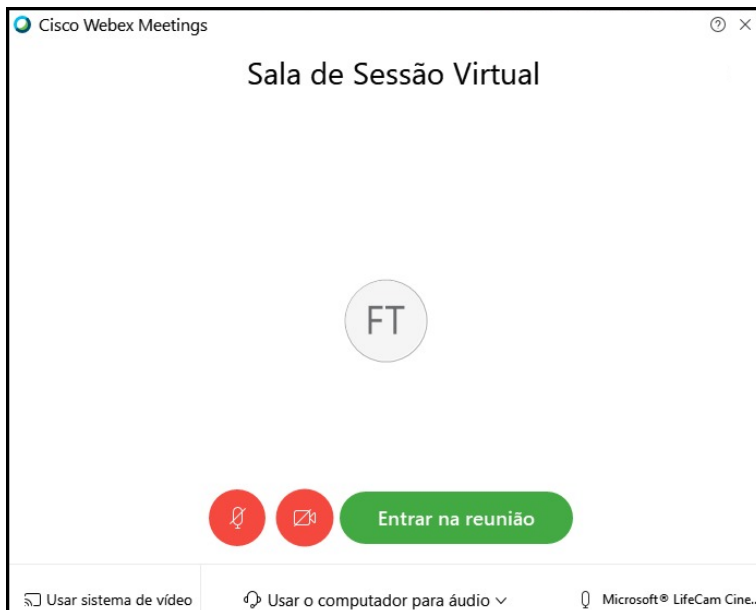 Cisco Webex Meetings
Sala de Sessão Virtual
FT
Entrar na reunião
Usar sistema de vídeo
Usar o computador para áudio
Microsoft® LifeCam Cine...